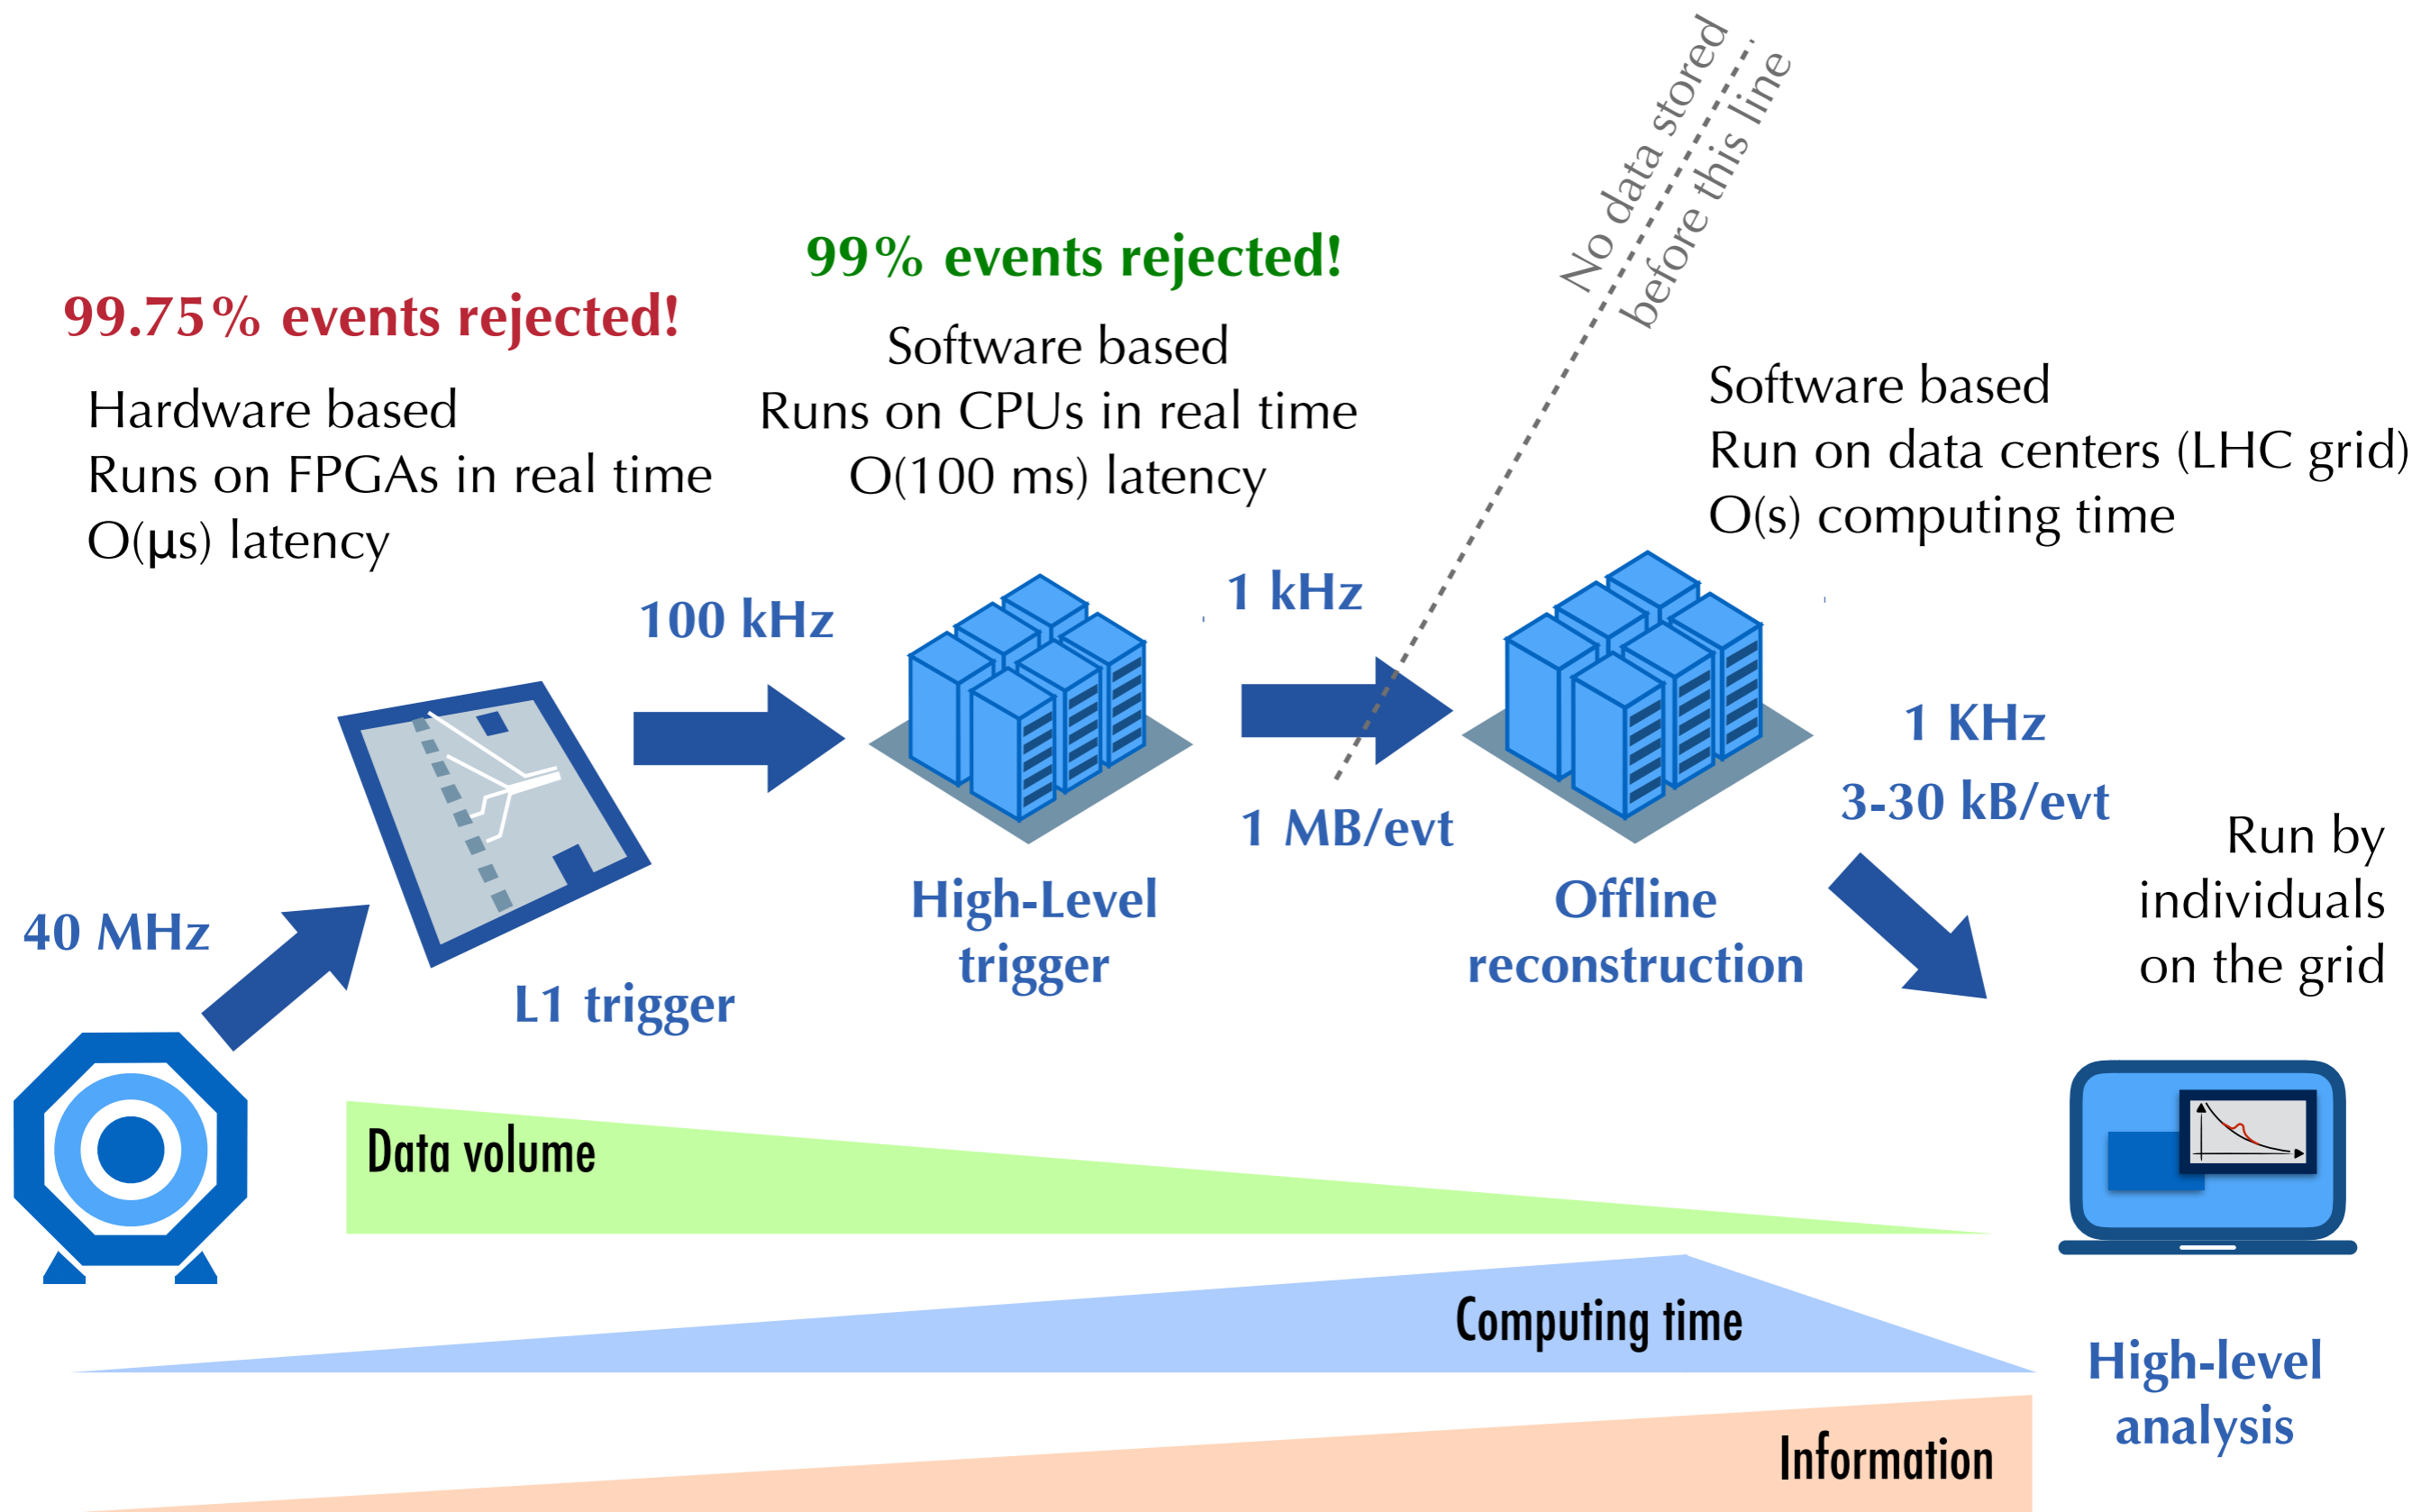 No data stored
before this line
99% events rejected!
99.75% events rejected!
Software based
Runs on CPUs in real time
O(100 ms) latency
Hardware based
Runs on FPGAs in real time
O(µs) latency
Software based
Run on data centers (LHC grid)
O(s) computing time
100 kHz
1 kHz
1 KHz
3-30 kB/evt
1 MB/evt
Run by
individuals
on the grid
40 MHz
L1 trigger
High-Level
trigger
Offline
reconstruction
Data volume
Computing time
Information
High-level
analysis